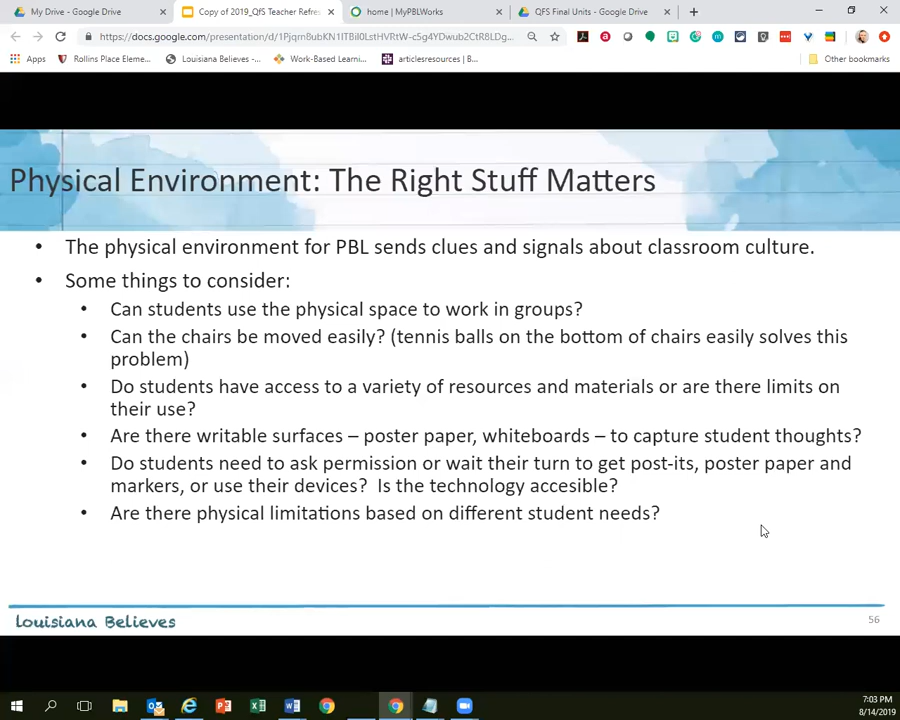 My Drive - Google Drive
Copy of 2019_QfS Teacher Refres
home | MyPBLWorks
QFS Final Units - Google Drive
https://docs.google.com/presentation/d/
Apps
Rollins Place Eleme...
Louisiana Believes -...
Work-Based Learni...
articlesresources | B...
Other bookmarks
Physical Environment: The Right Stuff Matters
• The physical environment for PBL sends clues and signals about classroom culture.
• Some things to consider:
• Can students use the physical space to work in groups?
• Can the chairs be moved easily? (tennis balls on the bottom of chairs easily solves this
problem)
• Do students have access to a variety of resources and materials or are there limits on
their use?
• Are there writable surfaces – poster paper, whiteboards – to capture student thoughts?
• Do students need to ask permission or wait their turn to get post-its, poster paper and
markers, or use their devices?  Is the technology accesible?
• Are there physical limitations based on different student needs?
Louisiana Believes
56
7:03 PM
8/14/2019